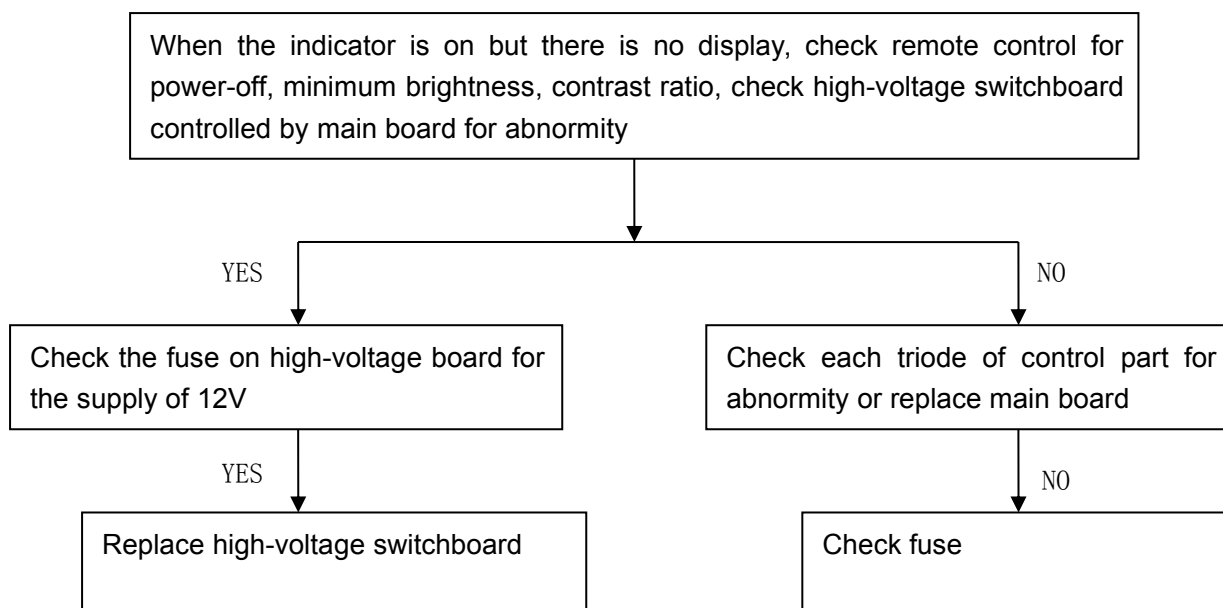 When the indicator is on but there is no display, check remote control for
power-off, minimum brightness, contrast ratio, check high-voltage switchboard
controlled by main board for abnormity
YES
NO
Check the fuse on high-voltage board for
the supply of 12V
Check each triode of control part for
abnormity or replace main board
YES
NO
Replace high-voltage switchboard
Check fuse